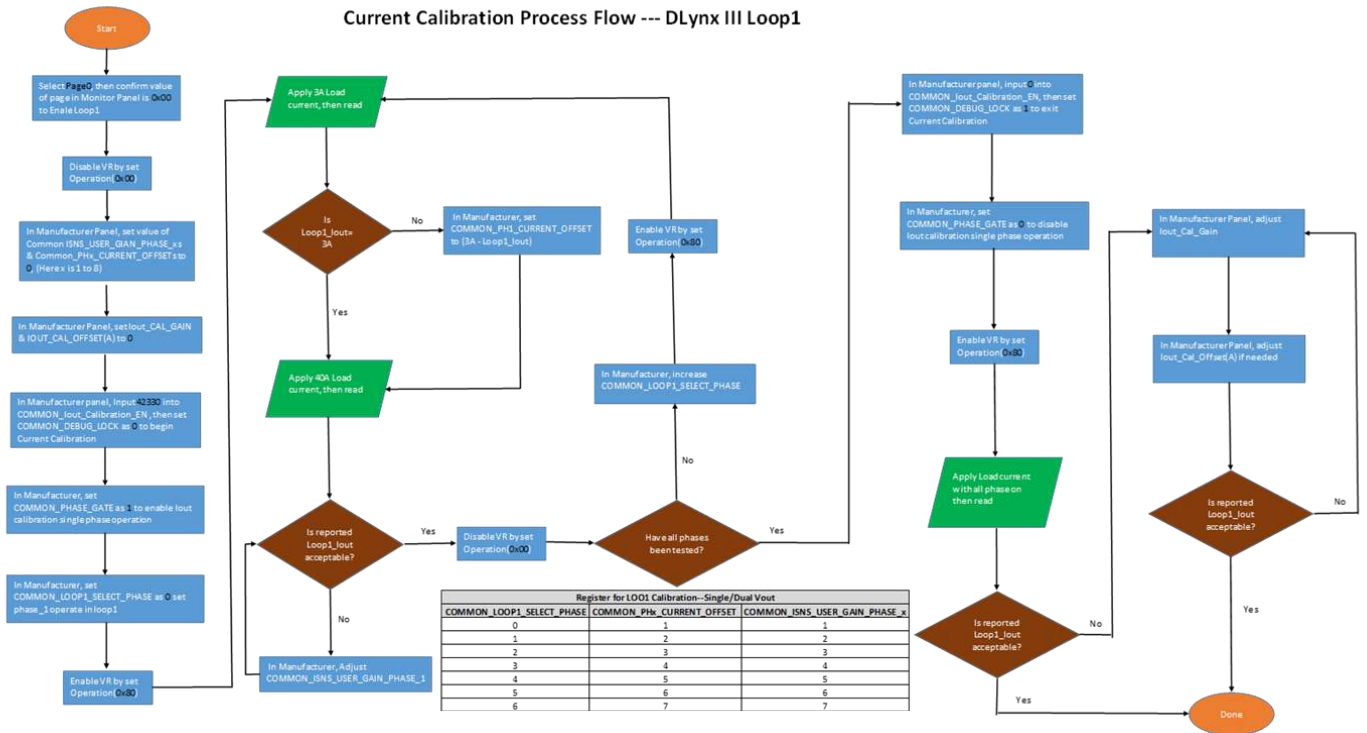 Current Calibration Process Flow --- DLynx III Loop1
Start
Select Page0, then confirm value
of page in Monitor Panel is 0x00
to Enale Loop1
Disable VR by set
Operation(0x00)
In Manufacturer Panel, set value of
Common ISNS_USER_GIAN_PHASE_xs
& Common_PHx_CURRENT_OFFSETs to
0 (Here x is 1 to 8)
In Manufacturer Panel, set Iout_CAL_GAIN
& IOUT_CAL_OFFSET(A) to 0
In Manufacturer panel, Input 42330 into
COMMON_Iout_Calibration_EN, then set
COMMON_DEBUG_LOCK as 0 to begin
Current Calibration
In Manufacturer, set
COMMON_PHASE_GATE as 1 to enable Iout
calibration single phase operation
In Manufacturer, set
COMMON_LOOP1_SELECT_PHASE as 0 set
phase_1 operate in loop1
Enable VR by set
Operation(0x80)
Apply 3A Load
current, then read
Is
Loop1_Iout=
3A
No
In Manufacturer, set
COMMON_PH1_CURRENT_OFFSET
to (3A - Loop1_Iout)
Yes
Apply 40A Load
current, then read
Is reported
Loop1_Iout
acceptable?
No
In Manufacturer, Adjust
COMMON_ISNS_USER_GAIN_PHASE_1
Yes
Disable VR by set
Operation(0x00)
Have all phases
been tested?
No
In Manufacturer, increase
COMMON_LOOP1_SELECT_PHASE
Enable VR by set
Operation(0x80)
Yes
In Manufacturer panel, input 0 into
COMMON_Iout_Calibration_EN, then set
COMMON_DEBUG_LOCK as 1 to exit
Current Calibration
In Manufacturer, set
COMMON_PHASE_GATE as 0 to disable
Iout calibration single phase operation
Enable VR by set
Operation(0x80)
Apply Load current
with all phase on
then read
Is reported
Loop1_Iout
acceptable?
No
Yes
In Manufacturer Panel, adjust
Iout_Cal_Gain
In Manufacturer Panel, adjust
Iout_Cal_Offset(A) if needed
Is reported
Loop1_Iout
acceptable?
No
Yes
Done
Register for LOO1 Calibration--Single/Dual Vout
COMMON_LOOP1_SELECT_PHASE COMMON_PHx_CURRENT_OFFSET COMMON_ISNS_USER_GAIN_PHASE_x
0 1 1
1 2 2
2 3 3
3 4 4
4 5 5
5 6 6
6 7 7